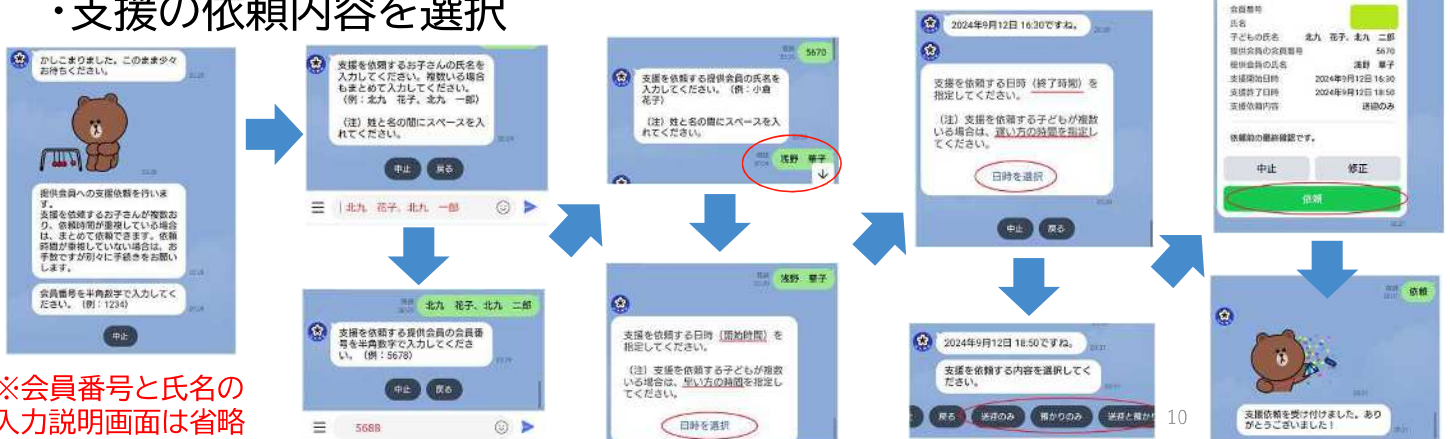 ・支援の依頼内容を選択
かしこまりました。このまま少々
お待ちください。
提供会員への支援依頼を行いま
す。
支援を依頼するお子さんが複数お
り、依頼時間が重複している場合
は、まとめて依頼できます。依頼
時間が重複していない場合は、お
手数ですが別々に手続きをお願い
します。
会員番号を半角数字で入力してく
ださい。（例：1234）
中止
※会員番号と氏名の
入力説明画面は省略
支援を依頼するお子さんの氏名を
入力してください。複数いる場合
もまとめて入力してください。
（例：北九　花子、北九　一郎）
（注）姓と名の間にスペースを入
れてください。
中止
戻る
北九　花子、北九　一郎
北九　花子、北九　二郎
支援を依頼する提供会員の会員番
号を半角数字で入力してくださ
い。（例：5678）
中止
戻る
5688
5670
支援を依頼する提供会員の氏名を
入力してください。（例：小倉
花子）
（注）姓と名の間にスペースを入
れてください。
浅野　華子
浅野　華子
支援を依頼する日時（開始時間）を
指定してください。
（注）支援を依頼する子どもが複数
いる場合は、早い方の時間を指定し
てください。
日時を選択
2024年9月12日 16:30ですね。
支援を依頼する日時（終了時間）を
指定してください。
（注）支援を依頼する子どもが複数
いる場合は、遅い方の時間を指定し
てください。
日時を選択
中止
戻る
2024年9月12日 18:50ですね。
支援を依頼する内容を選択してく
ださい。
戻る
送迎のみ
預かりのみ
送迎と預かり
会員番号
氏名
子どもの氏名 北九 花子、北九 二郎
提供会員の会員番号 5670
提供会員の氏名 浅野 華子
支援開始日時 2024年9月12日 16:30
支援終了日時 2024年9月12日 18:50
支援依頼内容 送迎のみ
依頼前の最終確認です。
中止
修正
依頼
依頼
支援依頼を受け付けました。あり
がとうございました！
10